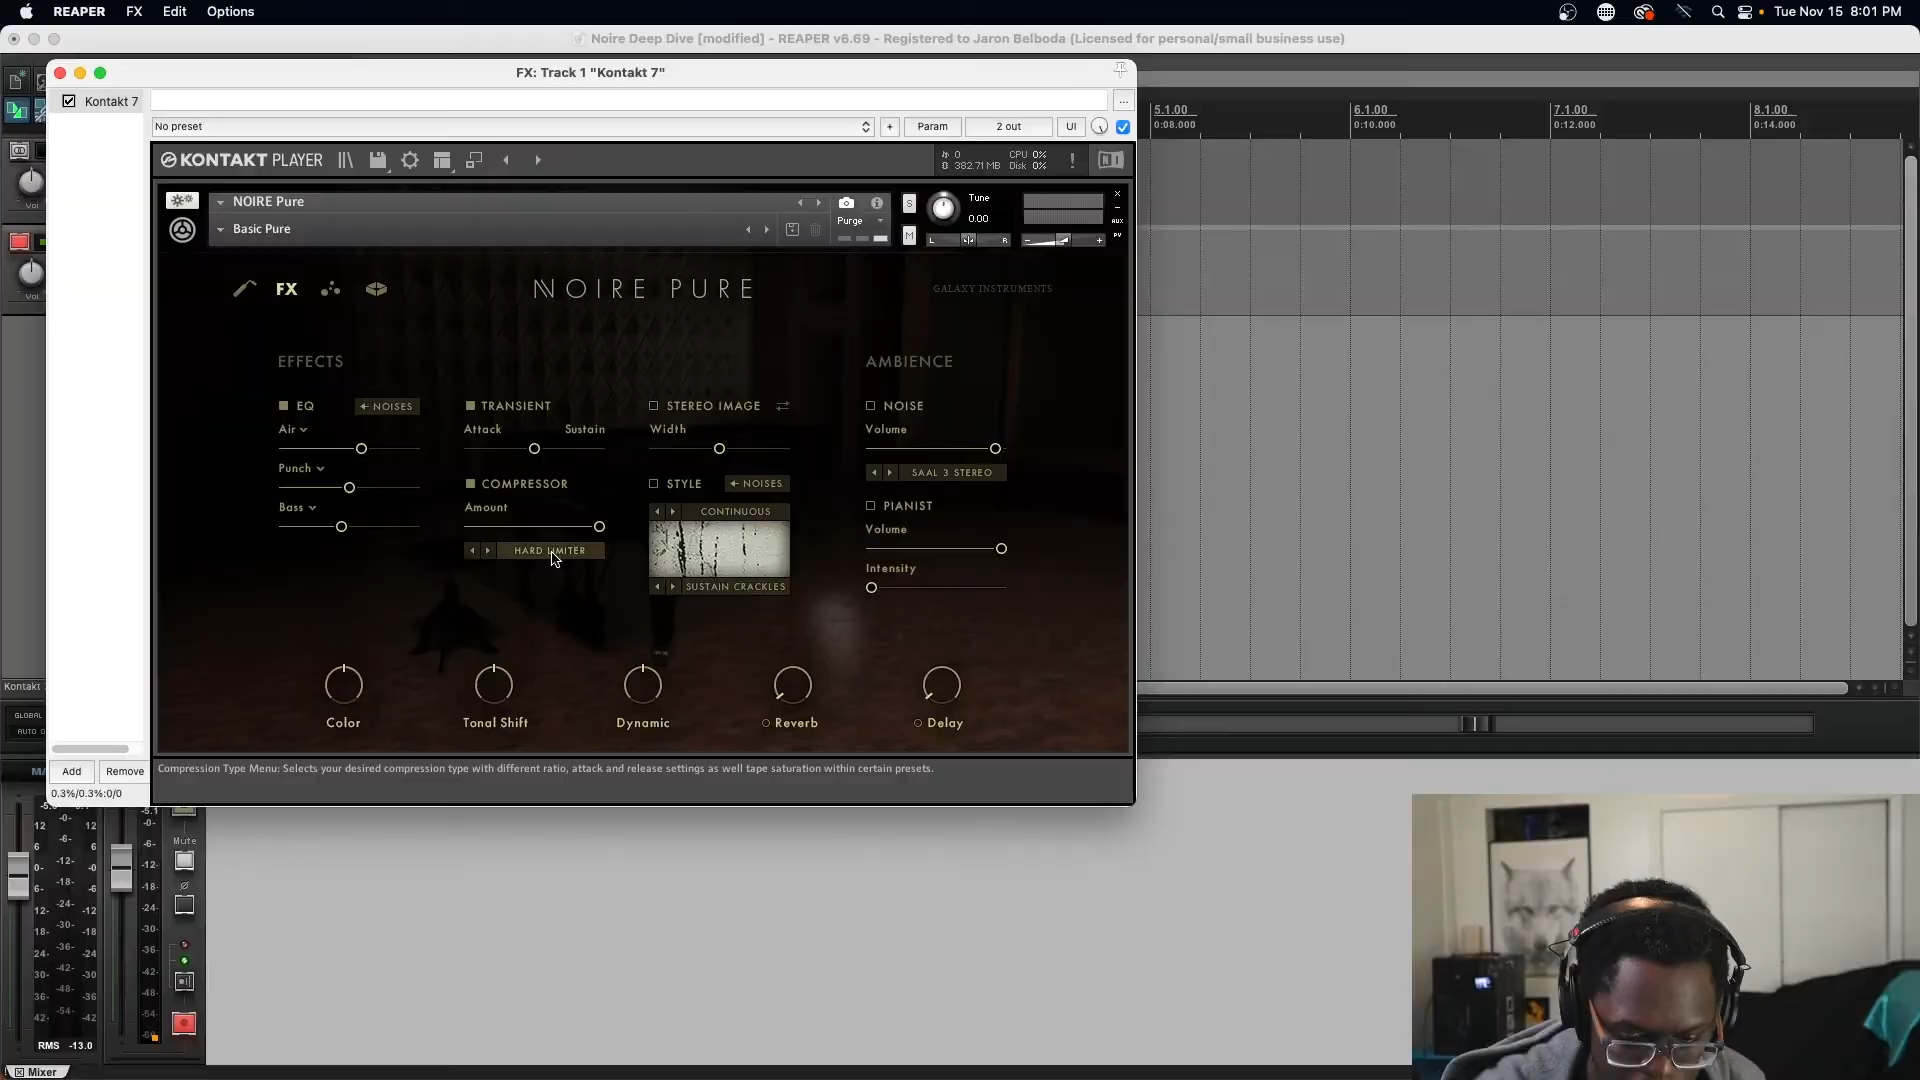 REAPER FX Edit Options
Tue Nov 15 8:01 PM
Noire Deep Dive [modified] - REAPER v6.69 - Registered to Jaron Belboda (Licensed for personal/small business use)
FX: Track 1 "Kontakt 7"
Kontakt 7
...
No preset
+
Param
2 out
UI
5.1.00
0:08.000
6.1.00
0:10.000
7.1.00
0:12.000
8.1.00
0:14.000
KONTAKT PLAYER
0
382.71 MB
CPU 0%
Disk 0%
!
NOIRE Pure
Basic Pure
Purge
S
M
Tune
0.00
L
R
- +
x
-
AUX
PV
Vol
Vol
FX
NOIRE PURE
GALAXY INSTRUMENTS
EFFECTS
AMBIENCE
EQ
NOISES
Air
Punch
Bass
TRANSIENT
Attack Sustain
COMPRESSOR
Amount
HARD LIMITER
STEREO IMAGE
Width
STYLE
NOISES
CONTINUOUS
SUSTAIN CRACKLES
NOISE
Volume
SAAL 3 STEREO
PIANIST
Volume
Intensity
Color
Tonal Shift
Dynamic
Reverb
Delay
Compression Type Menu: Selects your desired compression type with different ratio, attack and release settings as well tape saturation within certain presets.
Kontakt
GLOBAL
AUTO O
Add
Remove
0.3%/0.3%:0/0
Mute
RMS -13.0
Mixer